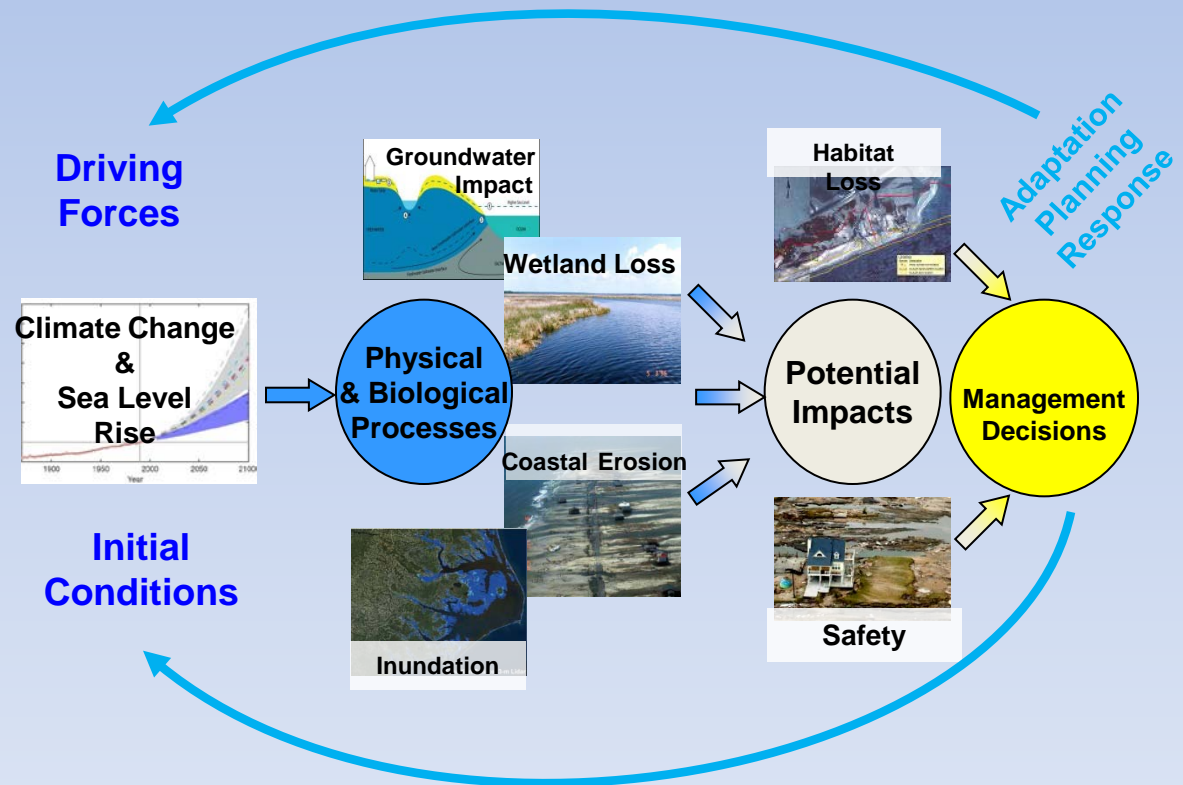 Driving
Forces
Groundwater
Impact
Habitat
Loss
Adaptation
Planning
Response
Wetland Loss
Climate Change
&
Sea Level
Rise
1900
1950
2000
2050
2100
Year
Physical
& Biological
Processes
Potential
Impacts
Management
Decisions
Coastal Erosion
Initial
Conditions
Inundation
Safety